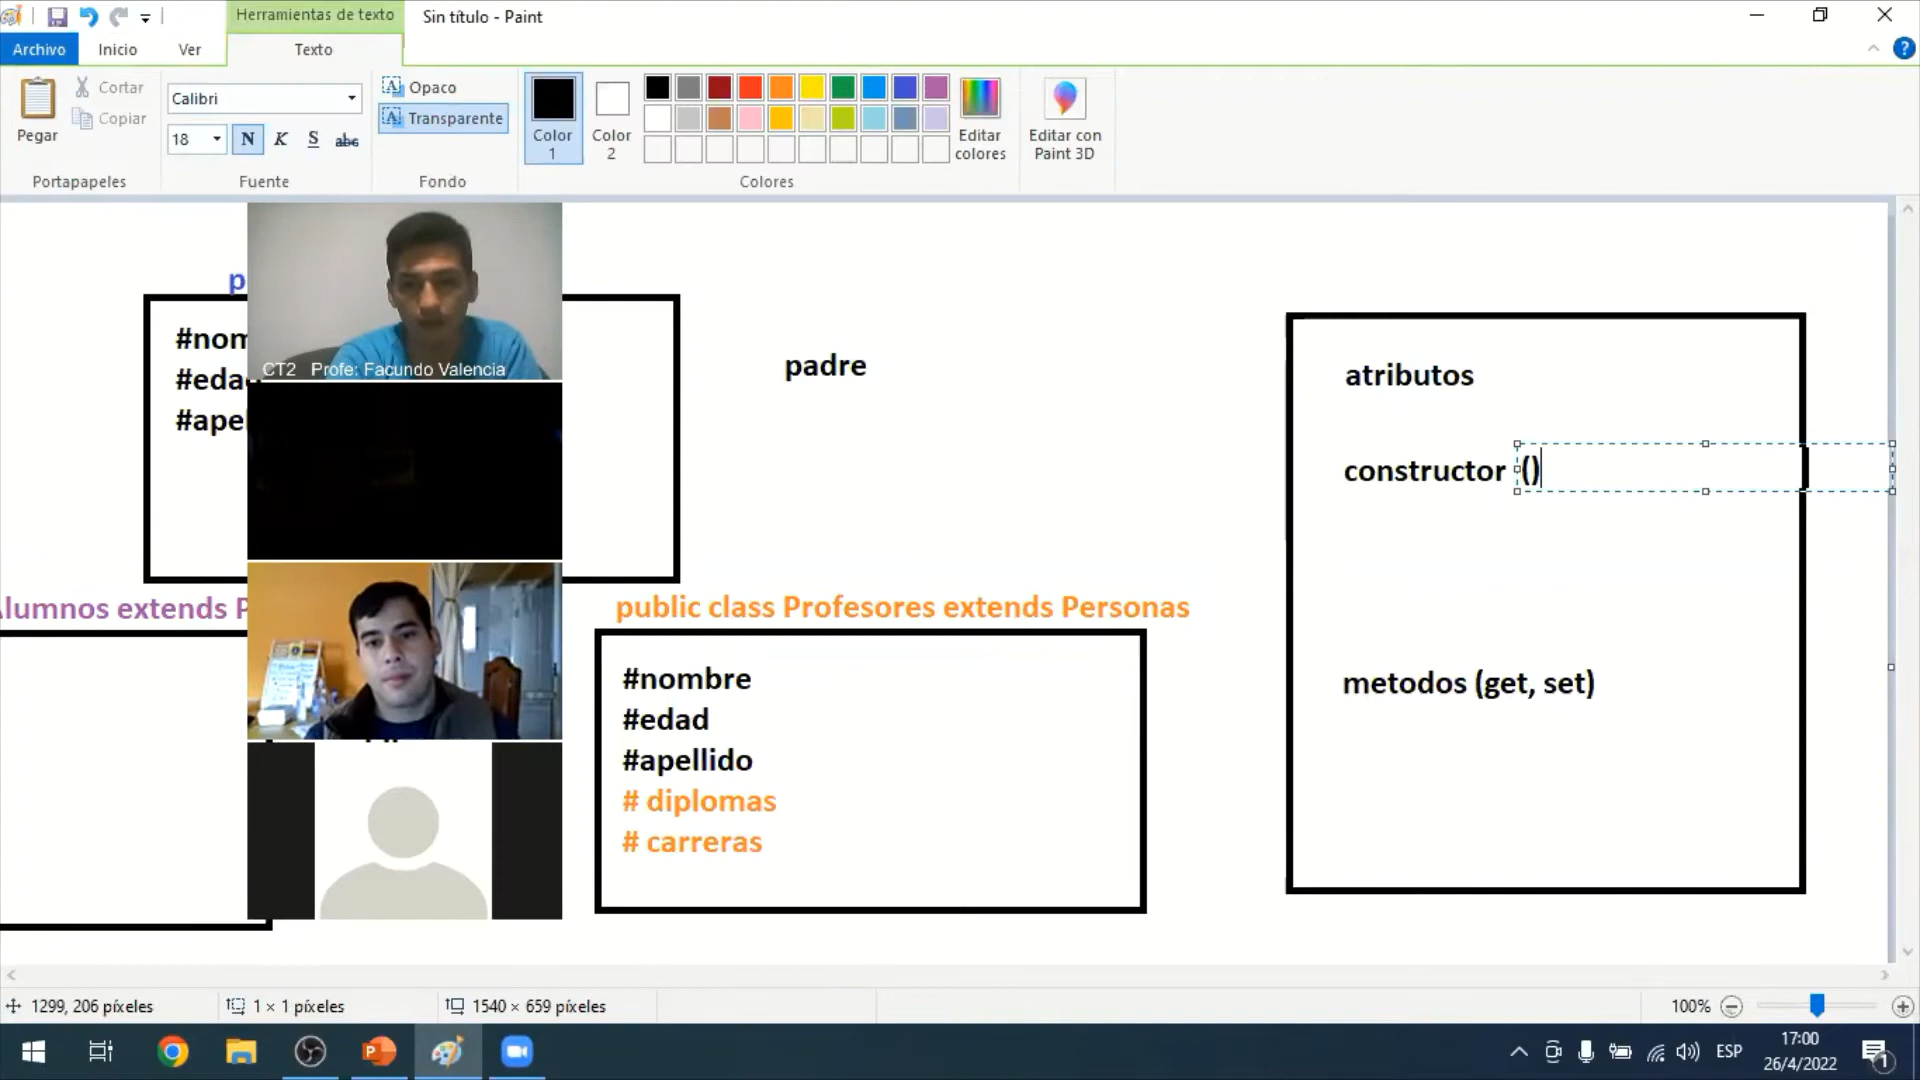 Herramientas de texto
Sin título - Paint
Archivo
Inicio
Ver
Texto
Pegar
Cortar
Copiar
Portapapeles
Calibri
18
N K S abc
Fuente
Opaco
Transparente
Fondo
Color 1
Color 2
Editar colores
Editar con Paint 3D
Colores
p
#nom
#edad
#apel
CT2 Profe: Facundo Valencia
padre
atributos
constructor ()
metodos (get, set)
Alumnos extends P
public class Profesores extends Personas
#nombre
#edad
#apellido
# diplomas
# carreras
1299, 206 píxeles
1 × 1 píxeles
1540 × 659 píxeles
100%
ESP
17:00
26/4/2022
1